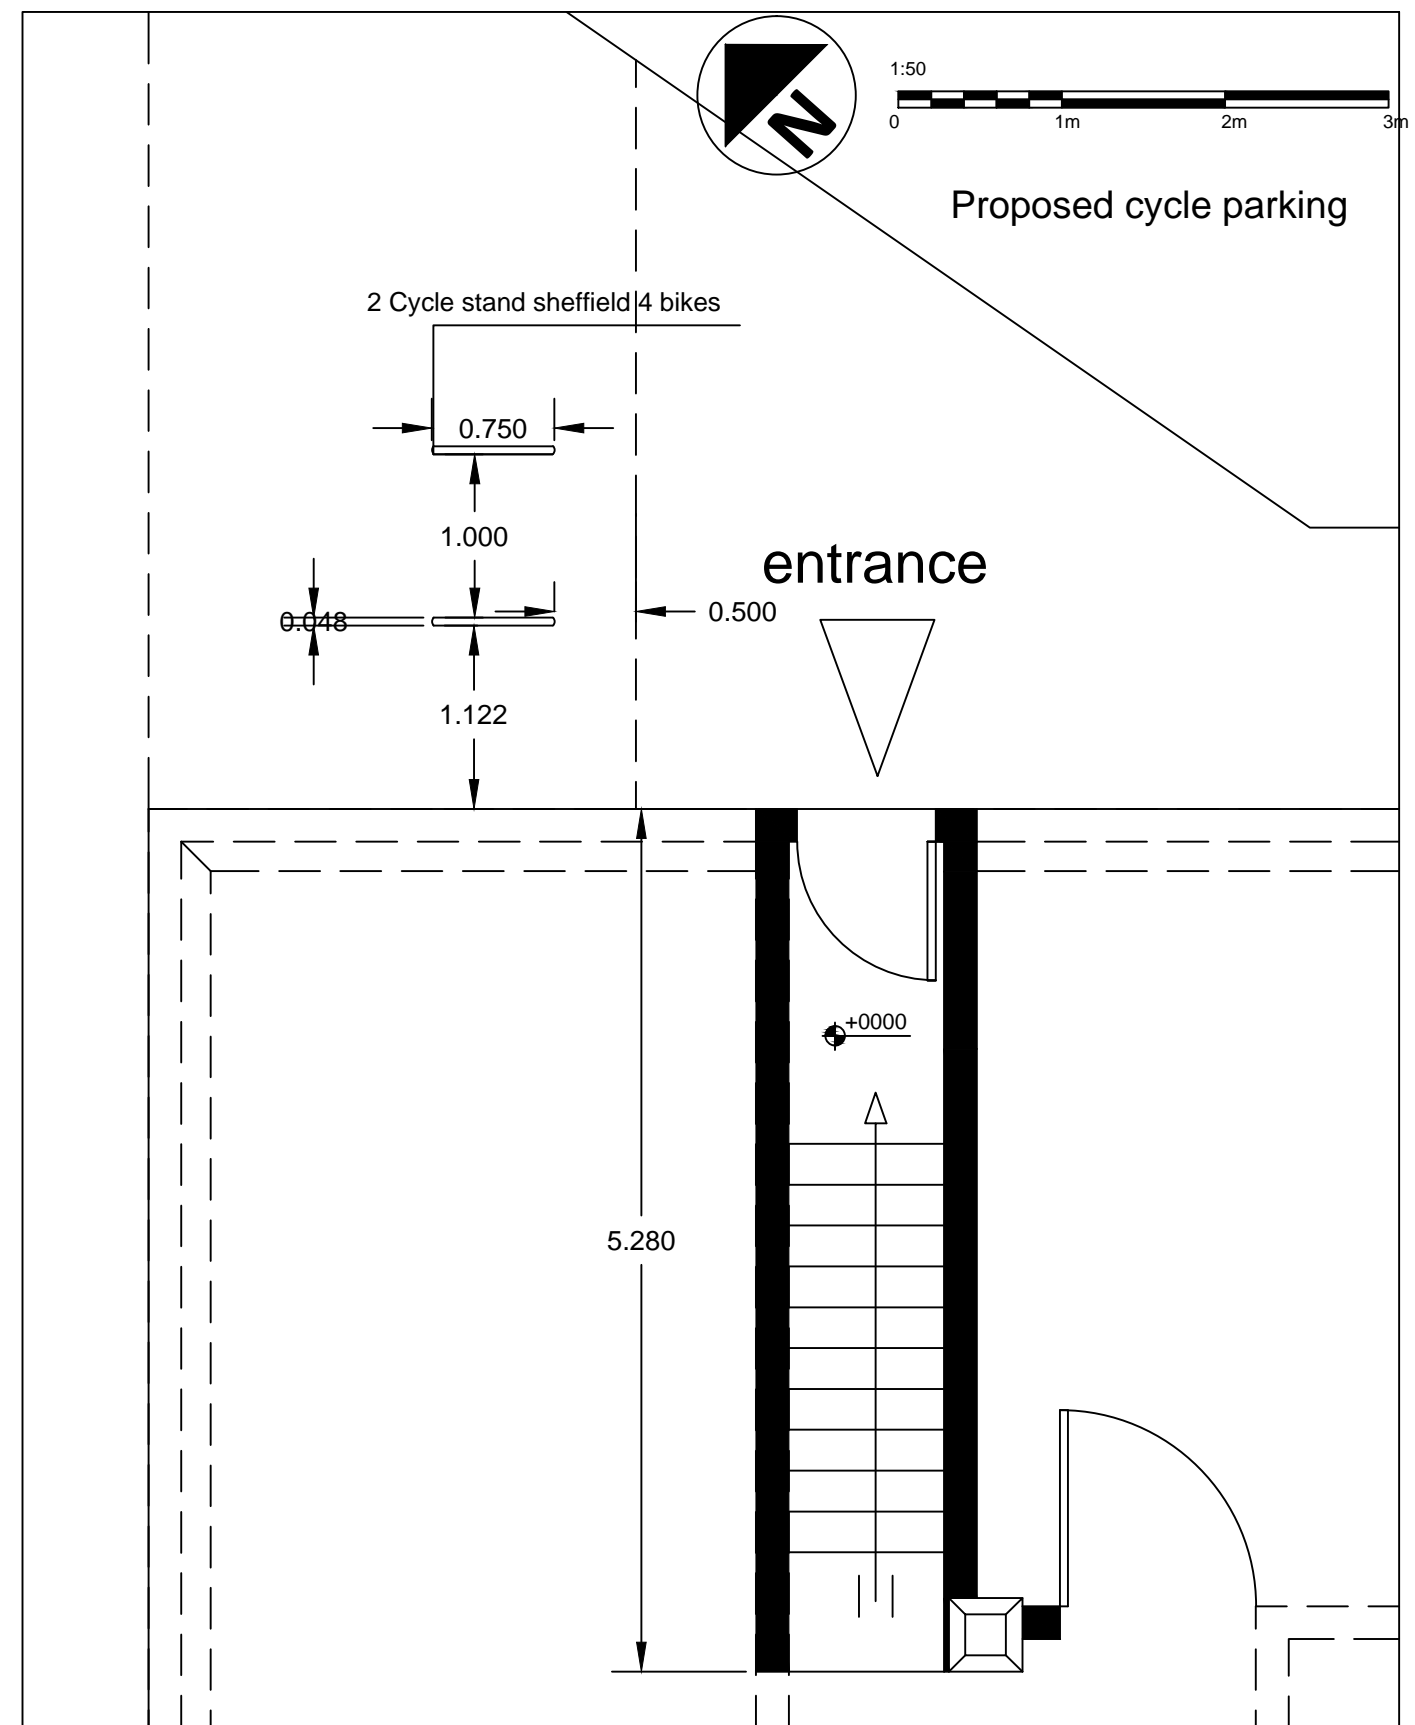 N
1:50
0 1m 2m 3m
Proposed cycle parking
2 Cycle stand sheffield 4 bikes
0.750
1.000
entrance
0.048
0.500
1.122
+0000
5.280